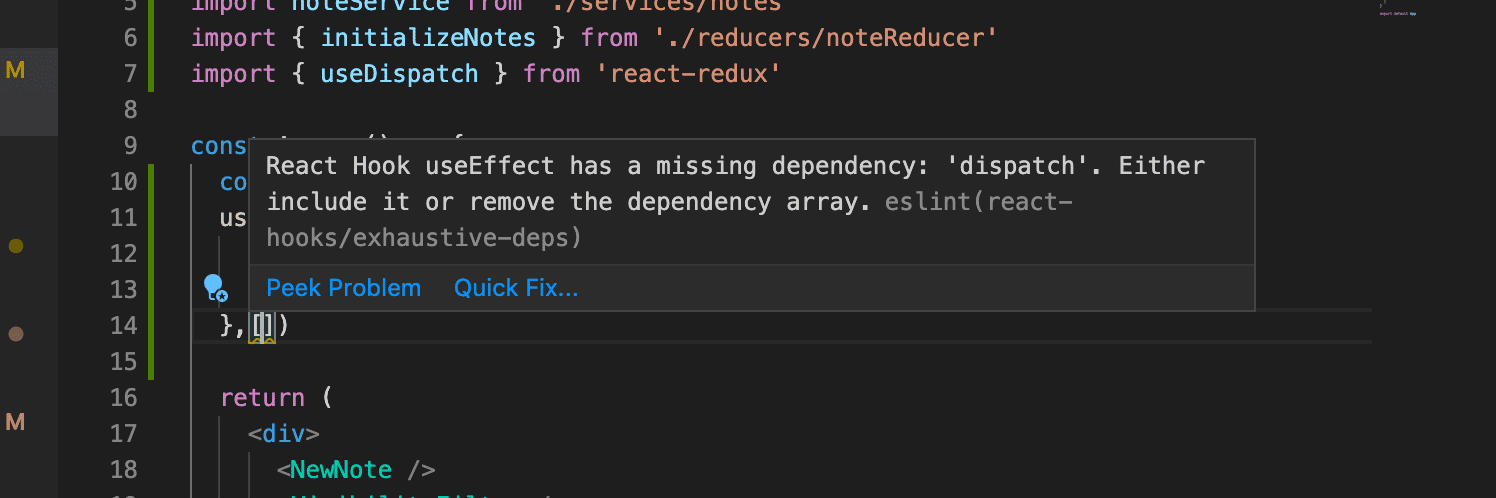 5 import noteService from './services/notes'
6 import { initializeNotes } from './reducers/noteReducer'
7 import { useDispatch } from 'react-redux'
8
9 cons
React Hook useEffect has a missing dependency: 'dispatch'. Either
10 co
include it or remove the dependency array. eslint(react-
11 us
hooks/exhaustive-deps)
12
13
Peek Problem Quick Fix...
14 },[])
15
16 return (
17 <div>
18 <NewNote />
M
M